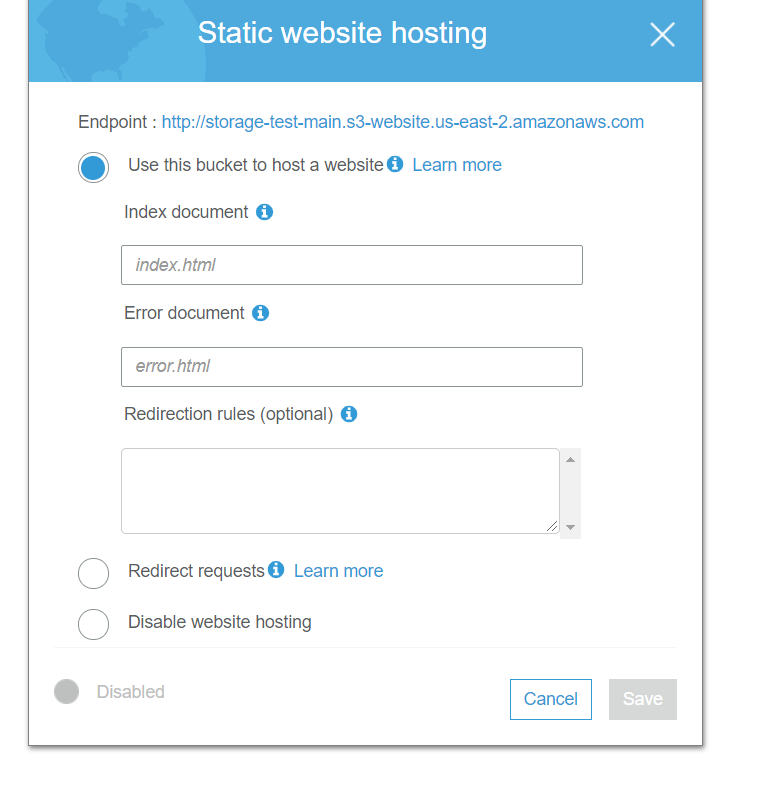 Static website hosting
Endpoint : http://storage-test-main.s3-website.us-east-2.amazonaws.com
Use this bucket to host a website Learn more
Index document
index.html
Error document
error.html
Redirection rules (optional)
Redirect requests Learn more
Disable website hosting
Disabled
Cancel Save